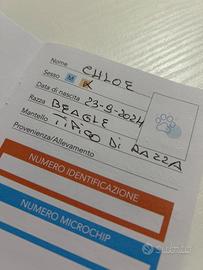 Nome CHLOE
Sesso M
Data di nascita 23-9-2024
Razza BEAGLE
Mantello TIPICO DI RAZZA
Provenienza/Allevamento
NUMERO IDENTIFICAZIONE
NUMERO MICROCHIP
Subito